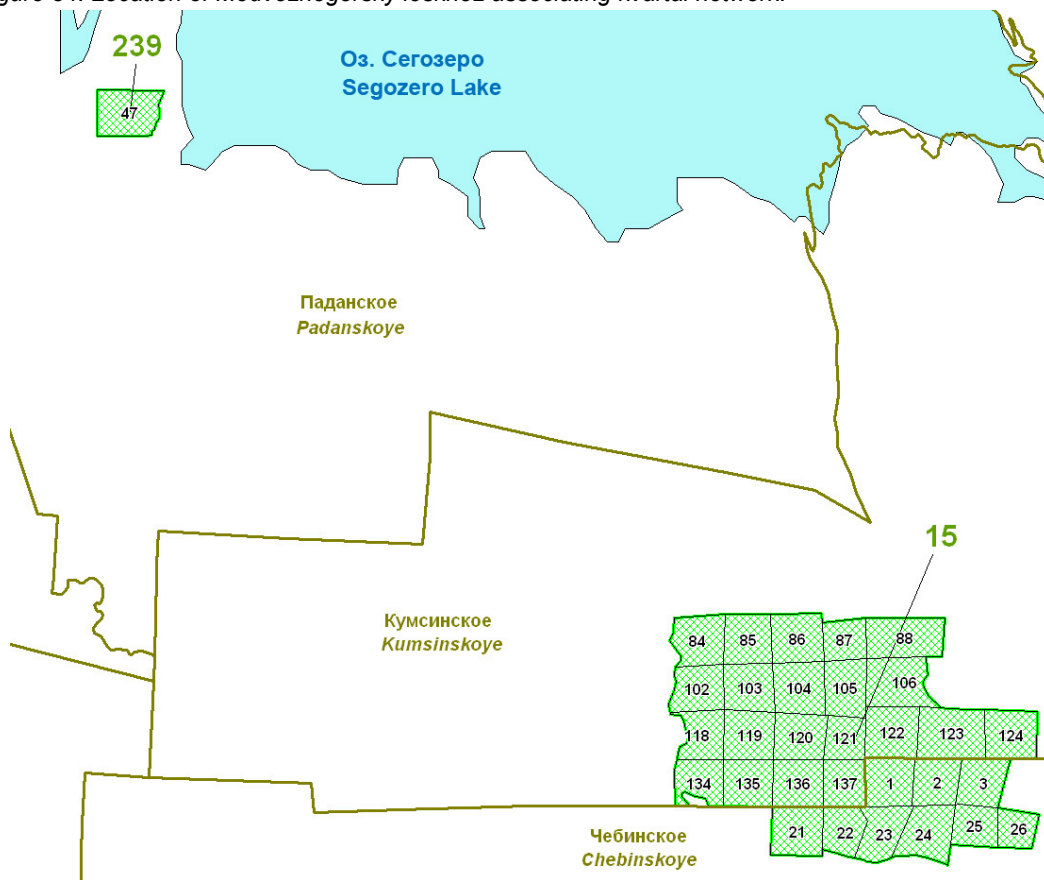 239
Оз. Сегозеро
Segozero Lake
47
Паданское
Padanskoye
15
Кумсинское
Kumsinskoye
84 85 86 87 88
102 103 104 105 106
118 119 120 121 122 123 124
134 135 136 137 1 2 3
21 22 23 24 25 26
Чебинское
Chebinskoye